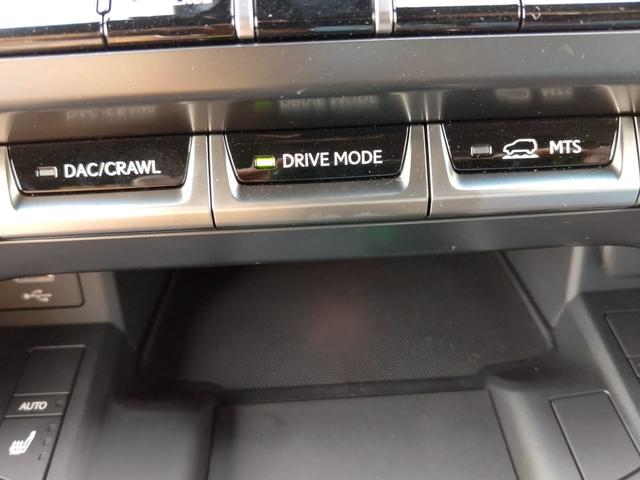 DAC/CRAWL
DRIVE MODE
MTS
AUTO